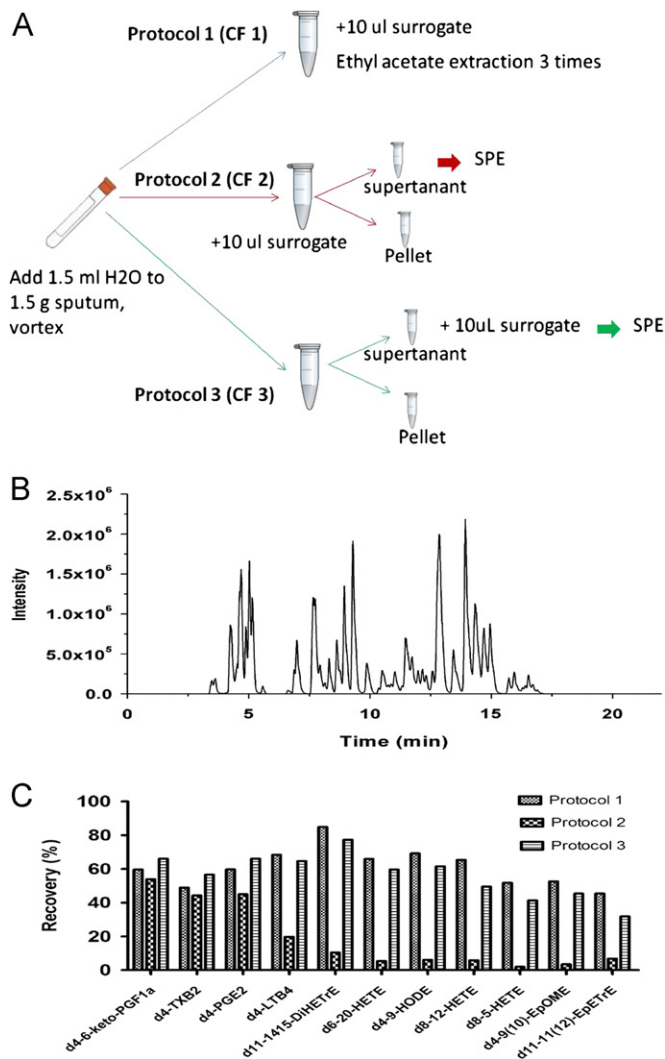 A
Protocol 1 (CF 1)
+10 ul surrogate
Ethyl acetate extraction 3 times
Protocol 2 (CF 2)
+10 ul surrogate
supertanant
SPE
Pellet
Add 1.5 ml H2O to
1.5 g sputum,
vortex
Protocol 3 (CF 3)
supertanant
+ 10uL surrogate
SPE
Pellet
B
Intensity
2.5x10⁶
2.0x10⁶
1.5x10⁶
1.0x10⁶
5.0x10⁵
0.0
0 5 10 15 20
Time (min)
C
Recovery (%)
100
80
60
40
20
0
Protocol 1
Protocol 2
Protocol 3
d4-6-keto-PGF1a
d4-TXB2
d4-PGE2
d4-LTB4
d11-1415-DiHETrE
d6-20-HETE
d4-9-HODE
d8-12-HETE
d8-5-HETE
d4-9(10)-EpOME
d11-11(12)-EpETrE